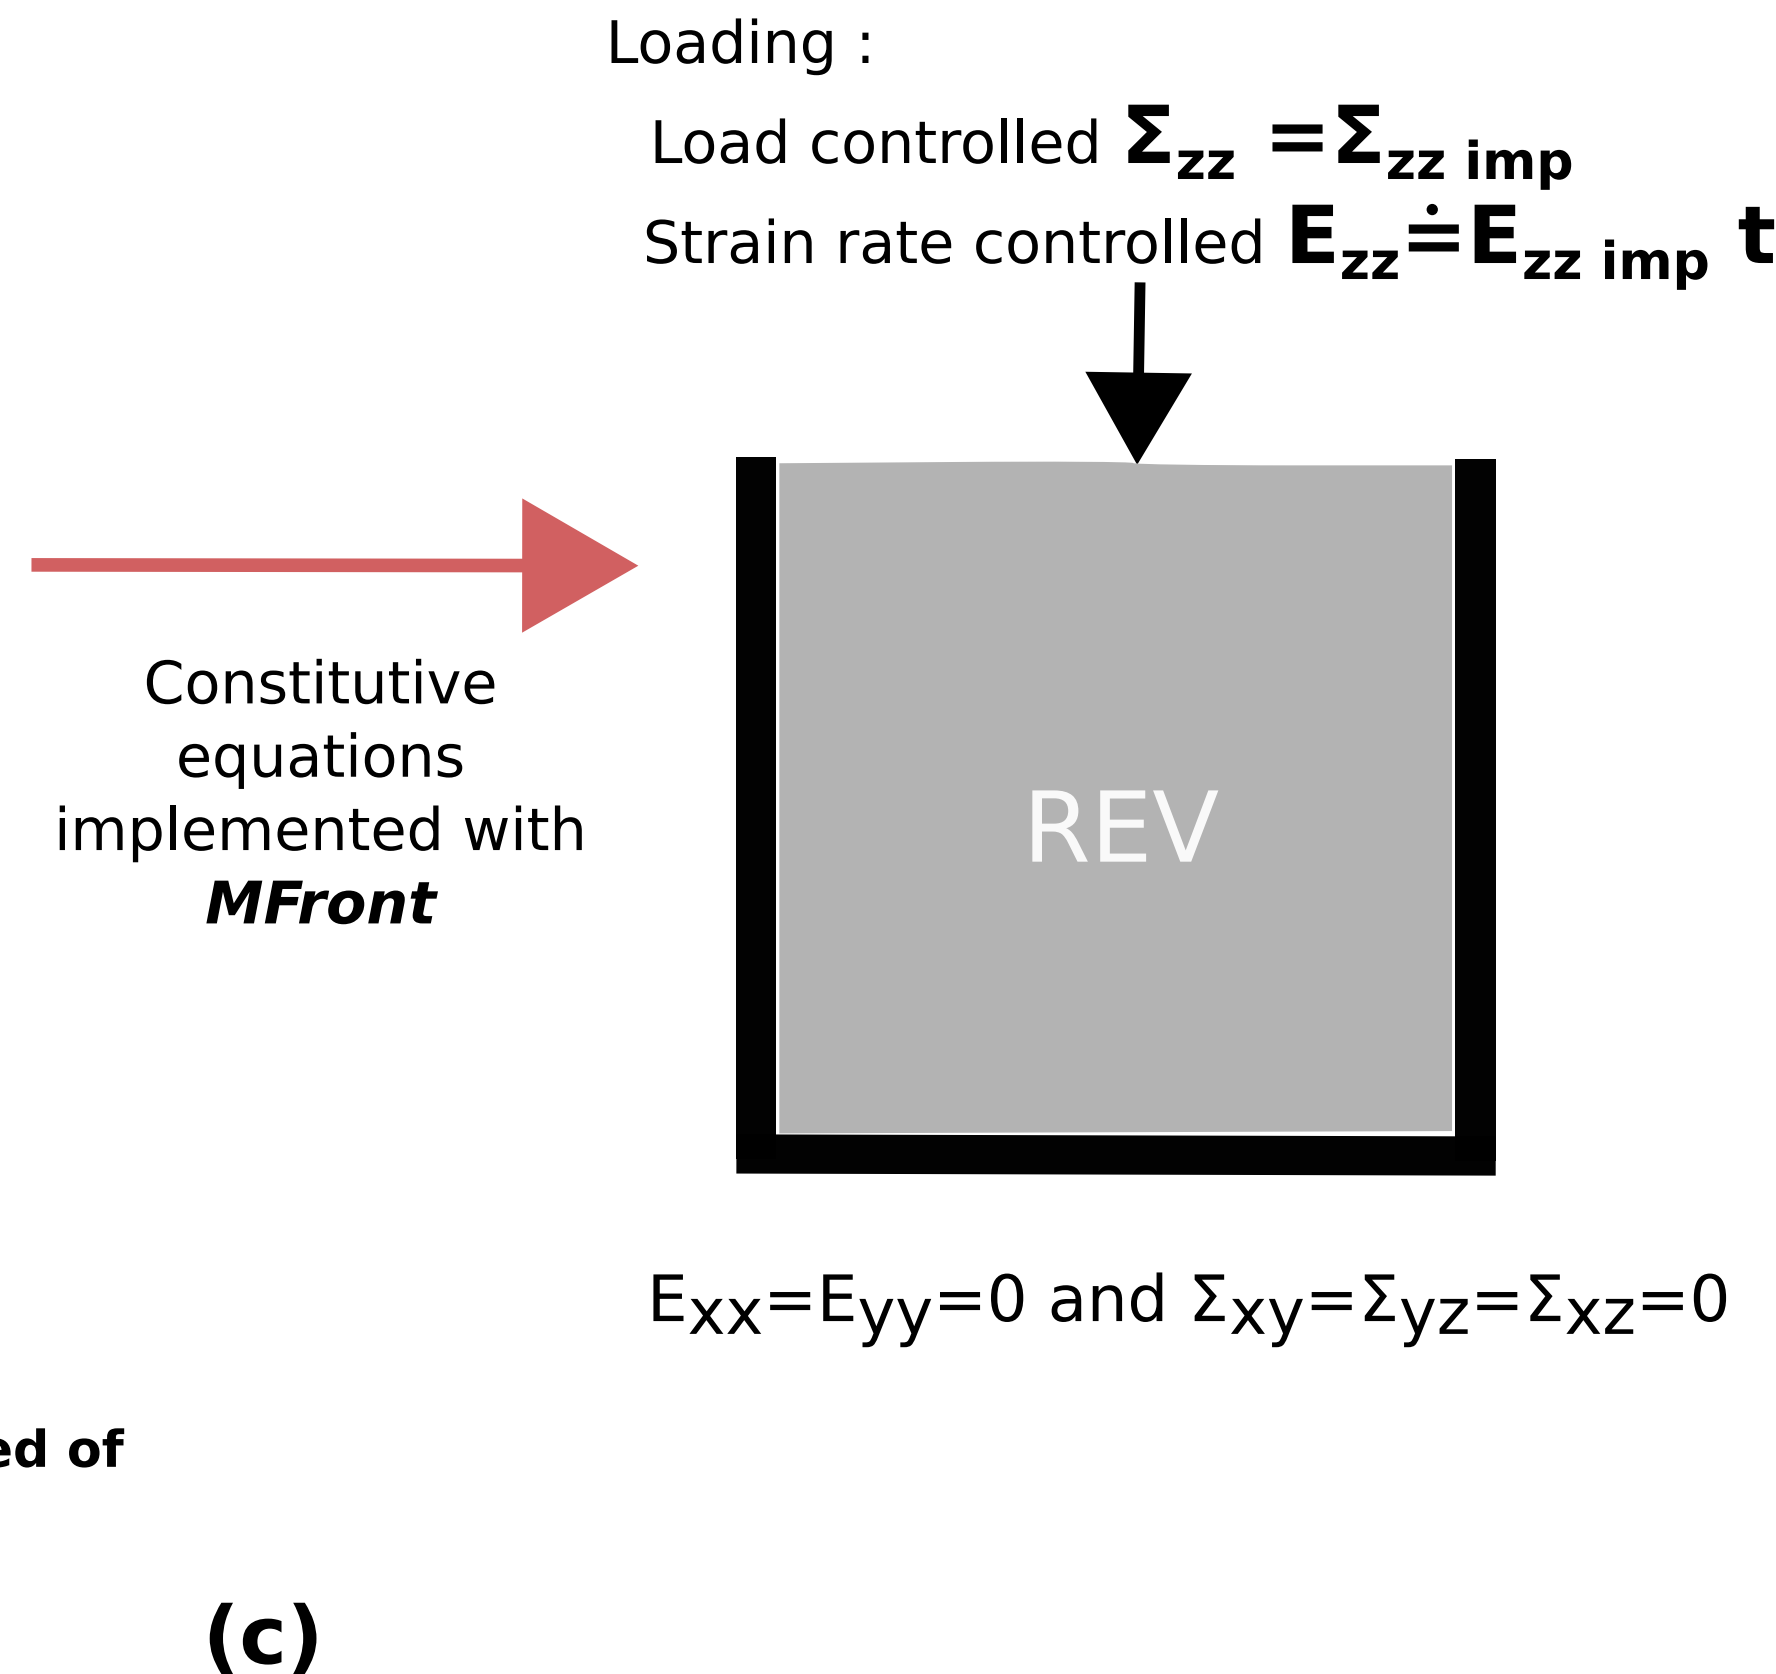 Loading :
Load controlled Σzz =Σzz imp
Strain rate controlled Ezz=Ėzz imp t
Constitutive
equations
implemented with
MFront
REV
Exx=Eyy=0 and Σxy=Σyz=Σxz=0
ed of
(c)